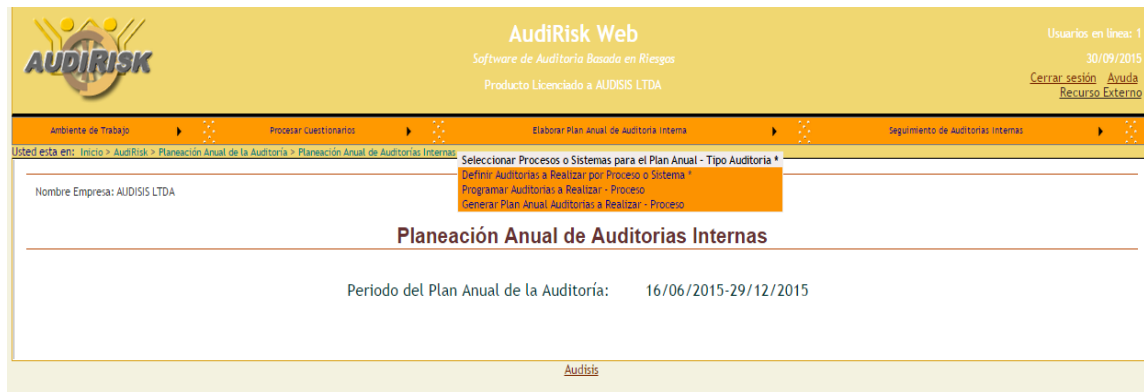 AUDIRISK
AudiRisk Web
Software de Auditoria Basada en Riesgos
Producto Licenciado a AUDISIS LTDA
Usuarios en línea: 1
30/09/2015
Cerrar sesión Ayuda
Recurso Externo
Ambiente de Trabajo Procesar Cuestionarios Elaborar Plan Anual de Auditoria Interna Seguimiento de Auditorias Internas
Usted esta en: Inicio > AudiRisk > Planeación Anual de la Auditoría > Planeación Anual de Auditorías Internas
Seleccionar Procesos o Sistemas para el Plan Anual - Tipo Auditoria *
Definir Auditorias a Realizar por Proceso o Sistema *
Programar Auditorias a Realizar - Proceso
Generar Plan Anual Auditorias a Realizar - Proceso
Nombre Empresa: AUDISIS LTDA
Planeación Anual de Auditorias Internas
Periodo del Plan Anual de la Auditoría: 16/06/2015-29/12/2015
Audisis